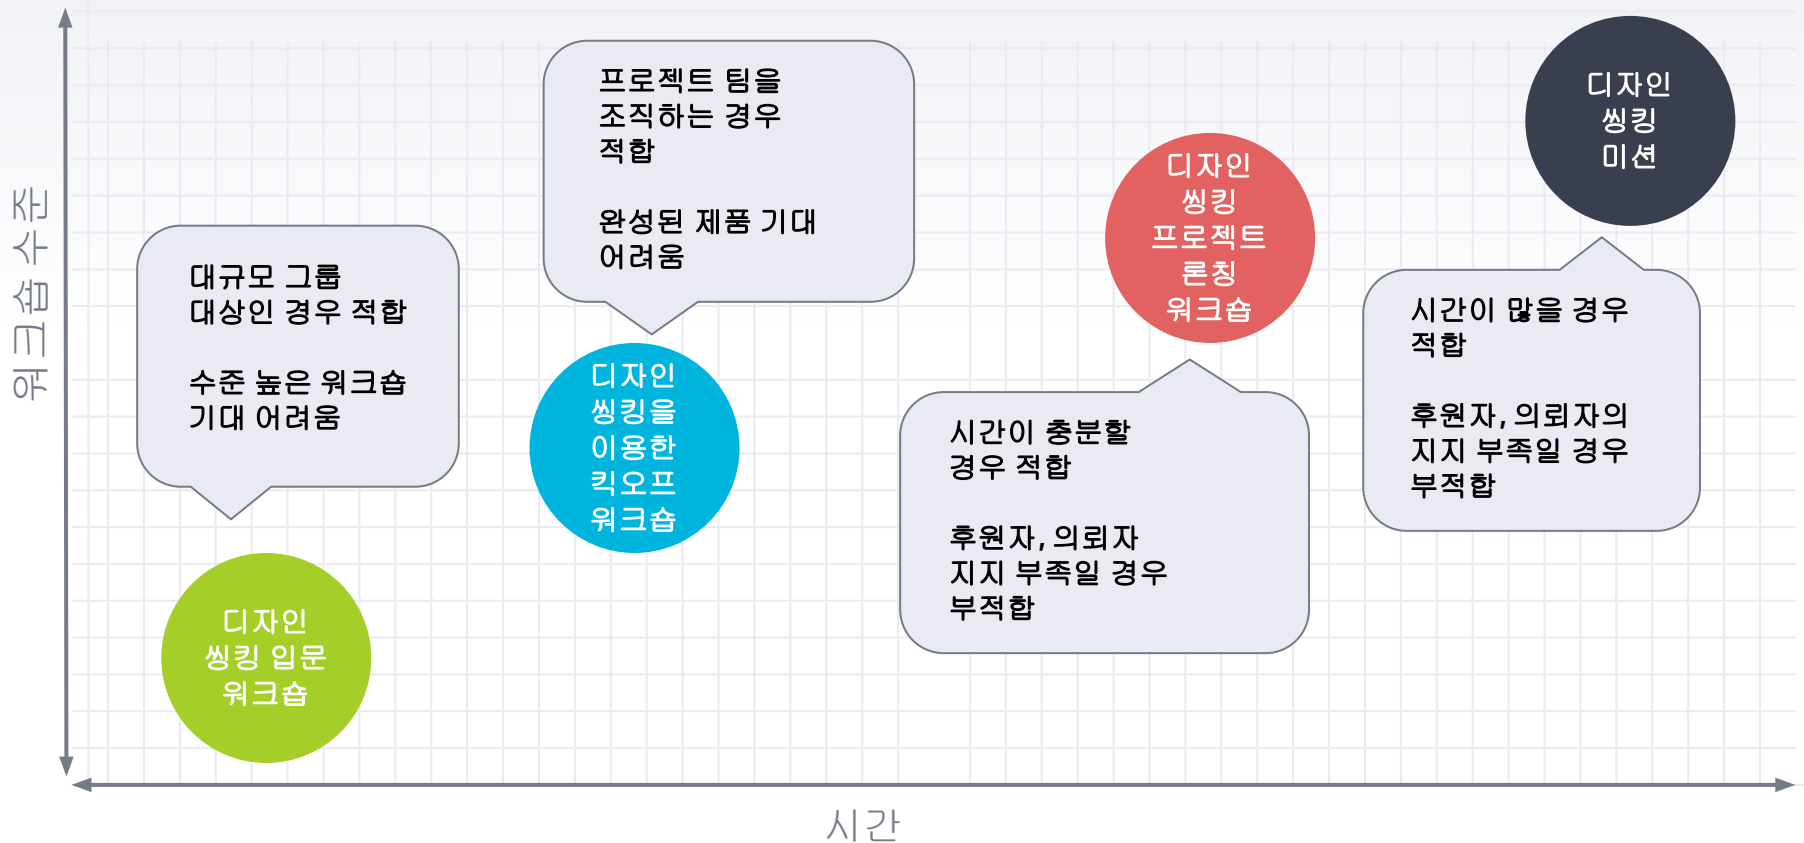 워크숍 수준
대규모 그룹
대상인 경우 적합
수준 높은 워크숍
기대 어려움
디자인
씽킹 입문
워크숍
프로젝트 팀을
조직하는 경우
적합
완성된 제품 기대
어려움
디자인
씽킹을
이용한
킥오프
워크숍
디자인
씽킹
프로젝트
론칭
워크숍
시간이 충분할
경우 적합
후원자, 의뢰자
지지 부족일 경우
부적합
디자인
씽킹
미션
시간이 많을 경우
적합
후원자, 의뢰자의
지지 부족일 경우
부적합
시간